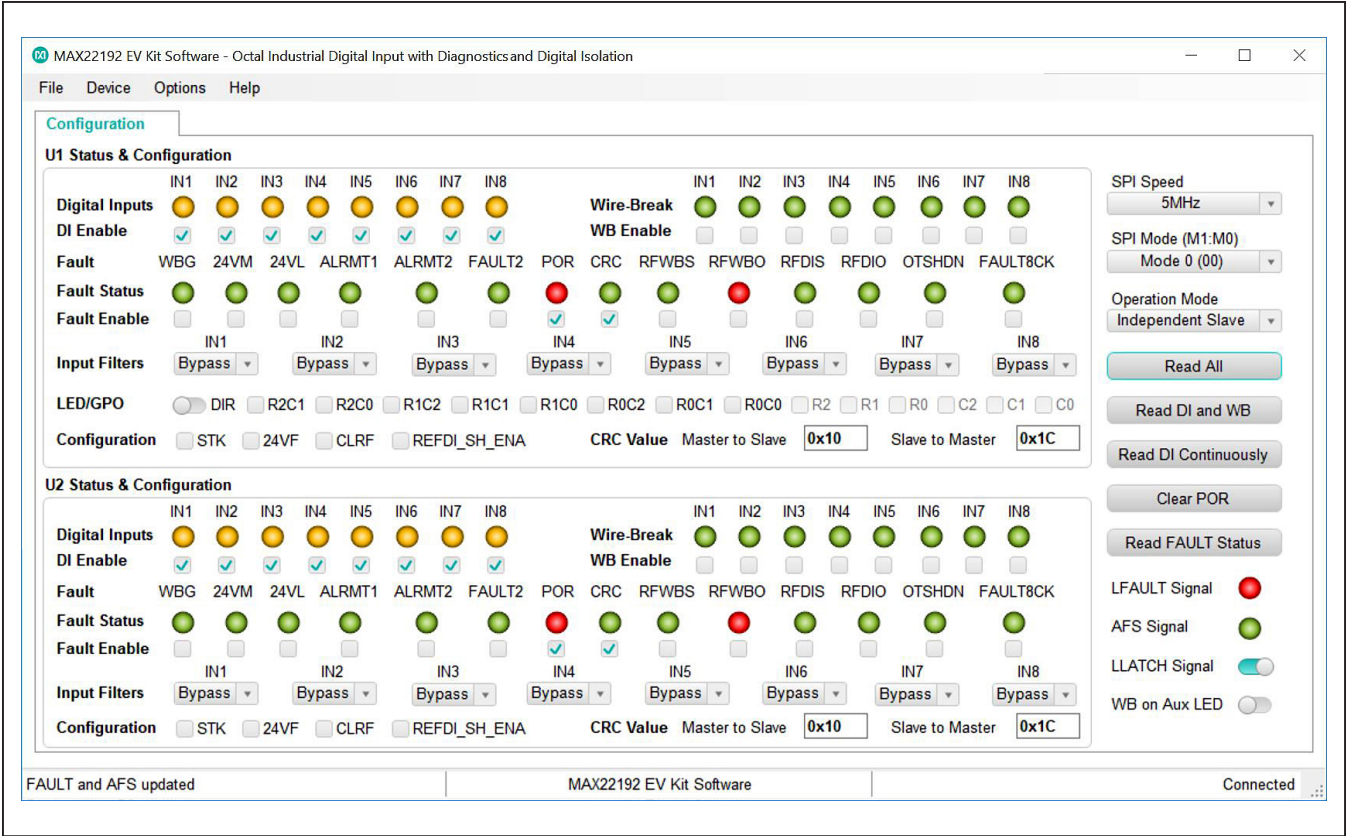 MAX22192 EV Kit Software - Octal Industrial Digital Input with Diagnostics and Digital Isolation
File Device Options Help
Configuration
U1 Status & Configuration
IN1 IN2 IN3 IN4 IN5 IN6 IN7 IN8 IN1 IN2 IN3 IN4 IN5 IN6 IN7 IN8
Digital Inputs Wire-Break
DI Enable WB Enable
Fault WBG 24VM 24VL ALRMT1 ALRMT2 FAULT2 POR CRC RFWBS RFWBO RFDIS RFDIO OTSHDN FAULT8CK
Fault Status
Fault Enable
IN1 IN2 IN3 IN4 IN5 IN6 IN7 IN8
Input Filters Bypass Bypass Bypass Bypass Bypass Bypass Bypass Bypass
LED/GPO DIR R2C1 R2C0 R1C2 R1C1 R1C0 R0C2 R0C1 R0C0 R2 R1 R0 C2 C1 C0
Configuration STK 24VF CLRF REFDI_SH_ENA CRC Value Master to Slave 0x10 Slave to Master 0x1C
U2 Status & Configuration
IN1 IN2 IN3 IN4 IN5 IN6 IN7 IN8 IN1 IN2 IN3 IN4 IN5 IN6 IN7 IN8
Digital Inputs Wire-Break
DI Enable WB Enable
Fault WBG 24VM 24VL ALRMT1 ALRMT2 FAULT2 POR CRC RFWBS RFWBO RFDIS RFDIO OTSHDN FAULT8CK
Fault Status
Fault Enable
IN1 IN2 IN3 IN4 IN5 IN6 IN7 IN8
Input Filters Bypass Bypass Bypass Bypass Bypass Bypass Bypass Bypass
Configuration STK 24VF CLRF REFDI_SH_ENA CRC Value Master to Slave 0x10 Slave to Master 0x1C
SPI Speed
5MHz
SPI Mode (M1:M0)
Mode 0 (00)
Operation Mode
Independent Slave
Read All
Read DI and WB
Read DI Continuously
Clear POR
Read FAULT Status
LFAULT Signal
AFS Signal
LLATCH Signal
WB on Aux LED
FAULT and AFS updated MAX22192 EV Kit Software Connected